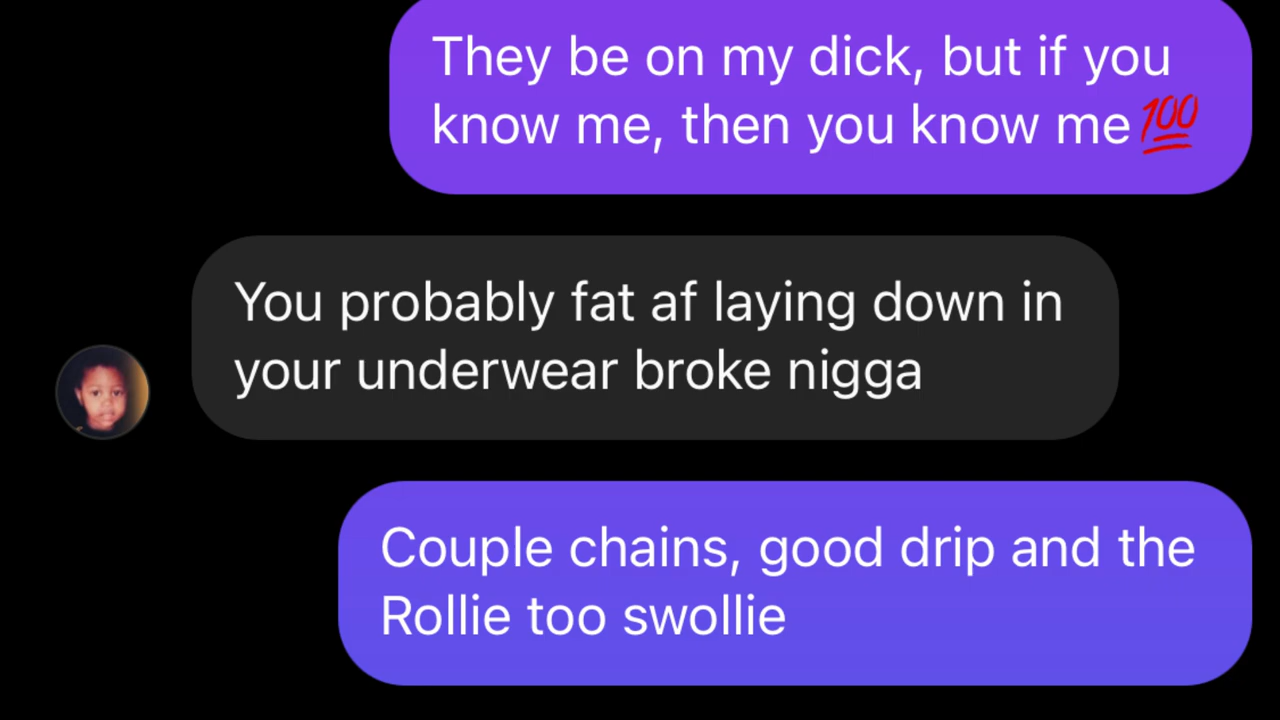 They be on my dick, but if you
know me, then you know me 💯
You probably fat af laying down in
your underwear broke nigga
Couple chains, good drip and the
Rollie too swollie